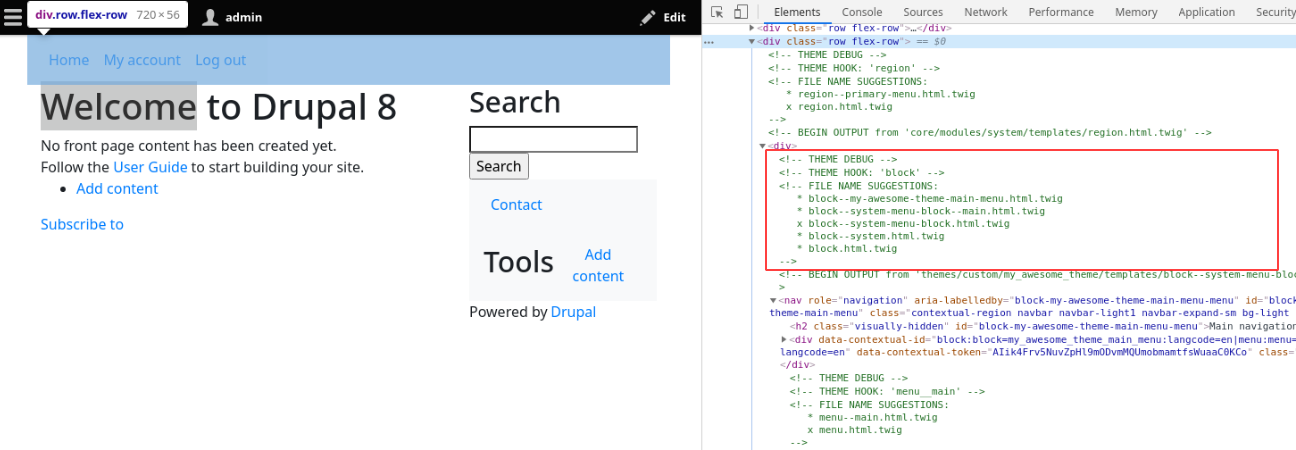 div.row.flex-row 720×56
admin
Edit
Home My account Log out
Welcome to Drupal 8
No front page content has been created yet.
Follow the User Guide to start building your site.
Add content
Subscribe to
Search
Search
Contact
Tools
Add
content
Powered by Drupal
Elements Console Sources Network Performance Memory Application Security
<div class="row flex-row">…</div>
<div class="row flex-row"> == $0
<!-- THEME DEBUG -->
<!-- THEME HOOK: 'region' -->
<!-- FILE NAME SUGGESTIONS:
* region--primary-menu.html.twig
x region.html.twig
-->
<!-- BEGIN OUTPUT from 'core/modules/system/templates/region.html.twig' -->
<div>
<!-- THEME DEBUG -->
<!-- THEME HOOK: 'block' -->
<!-- FILE NAME SUGGESTIONS:
* block--my-awesome-theme-main-menu.html.twig
* block--system-menu-block--main.html.twig
x block--system-menu-block.html.twig
* block--system.html.twig
* block.html.twig
-->
<!-- BEGIN OUTPUT from 'themes/custom/my_awesome_theme/templates/block--system-menu-bloc
>
<nav role="navigation" aria-labelledby="block-my-awesome-theme-main-menu-menu" id="block
theme-main-menu" class="contextual-region navbar navbar-light1 navbar-expand-sm bg-light
<h2 class="visually-hidden" id="block-my-awesome-theme-main-menu-menu">Main navigation
<div data-contextual-id="block:block=my_awesome_theme_main_menu:langcode=en|menu:menu=
langcode=en" data-contextual-token="AIik4Frv5NuvZpHl9mODvmMQUmobmamtfsWuaaC0KCo" class=
</div>
<!-- THEME DEBUG -->
<!-- THEME HOOK: 'menu__main' -->
<!-- FILE NAME SUGGESTIONS:
* menu--main.html.twig
x menu.html.twig
-->